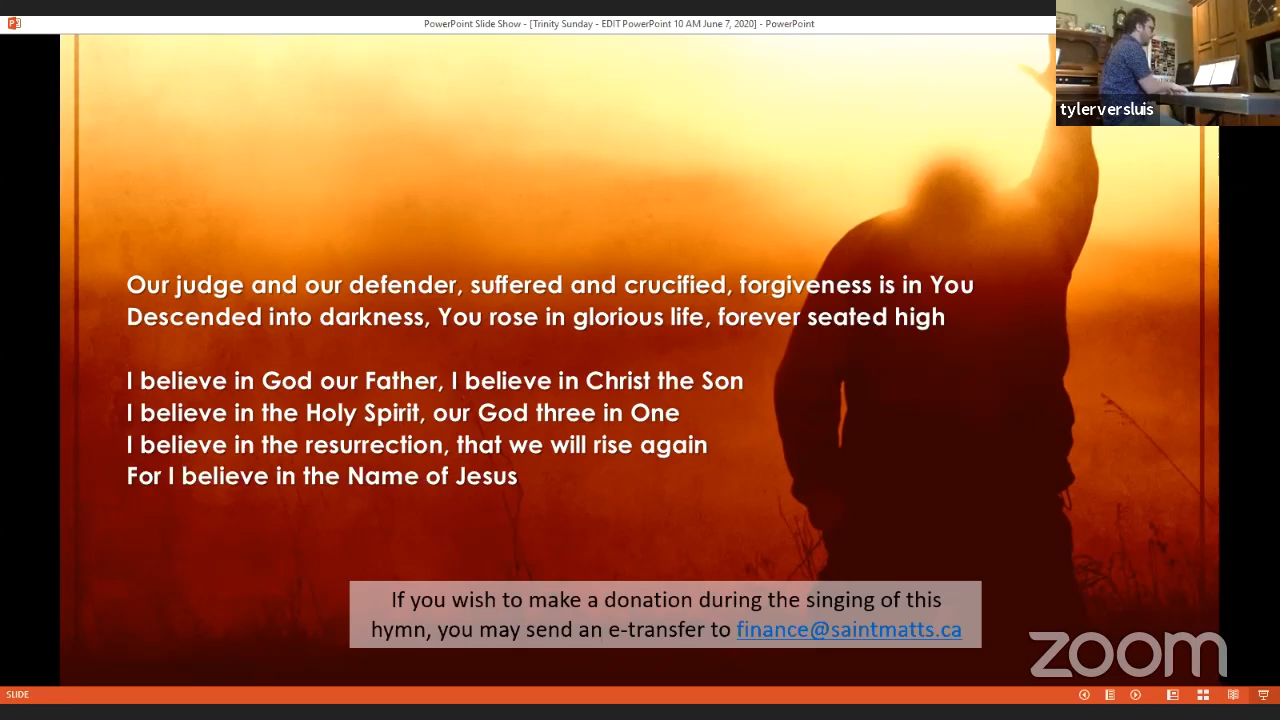 PowerPoint Slide Show - [Trinity Sunday - EDIT PowerPoint 10 AM June 7, 2020] - PowerPoint
tylerversluis
Our judge and our defender, suffered and crucified, forgiveness is in You
Descended into darkness, You rose in glorious life, forever seated high
I believe in God our Father, I believe in Christ the Son
I believe in the Holy Spirit, our God three in One
I believe in the resurrection, that we will rise again
For I believe in the Name of Jesus
If you wish to make a donation during the singing of this
hymn, you may send an e-transfer to finance@saintmatts.ca
zoom
SLIDE